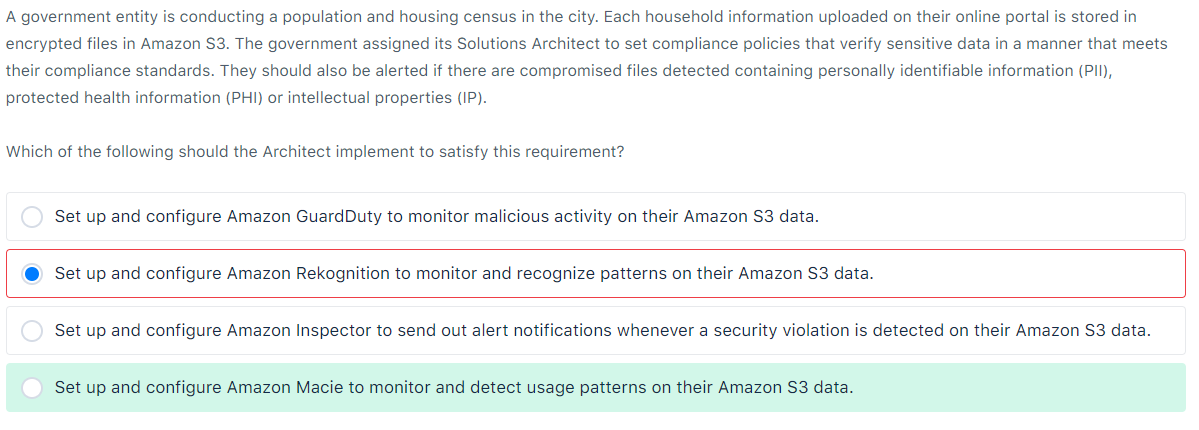 A government entity is conducting a population and housing census in the city. Each household information uploaded on their online portal is stored in
encrypted files in Amazon S3. The government assigned its Solutions Architect to set compliance policies that verify sensitive data in a manner that meets
their compliance standards. They should also be alerted if there are compromised files detected containing personally identifiable information (PII),
protected health information (PHI) or intellectual properties (IP).
Which of the following should the Architect implement to satisfy this requirement?
Set up and configure Amazon GuardDuty to monitor malicious activity on their Amazon S3 data.
Set up and configure Amazon Rekognition to monitor and recognize patterns on their Amazon S3 data.
Set up and configure Amazon Inspector to send out alert notifications whenever a security violation is detected on their Amazon S3 data.
Set up and configure Amazon Macie to monitor and detect usage patterns on their Amazon S3 data.